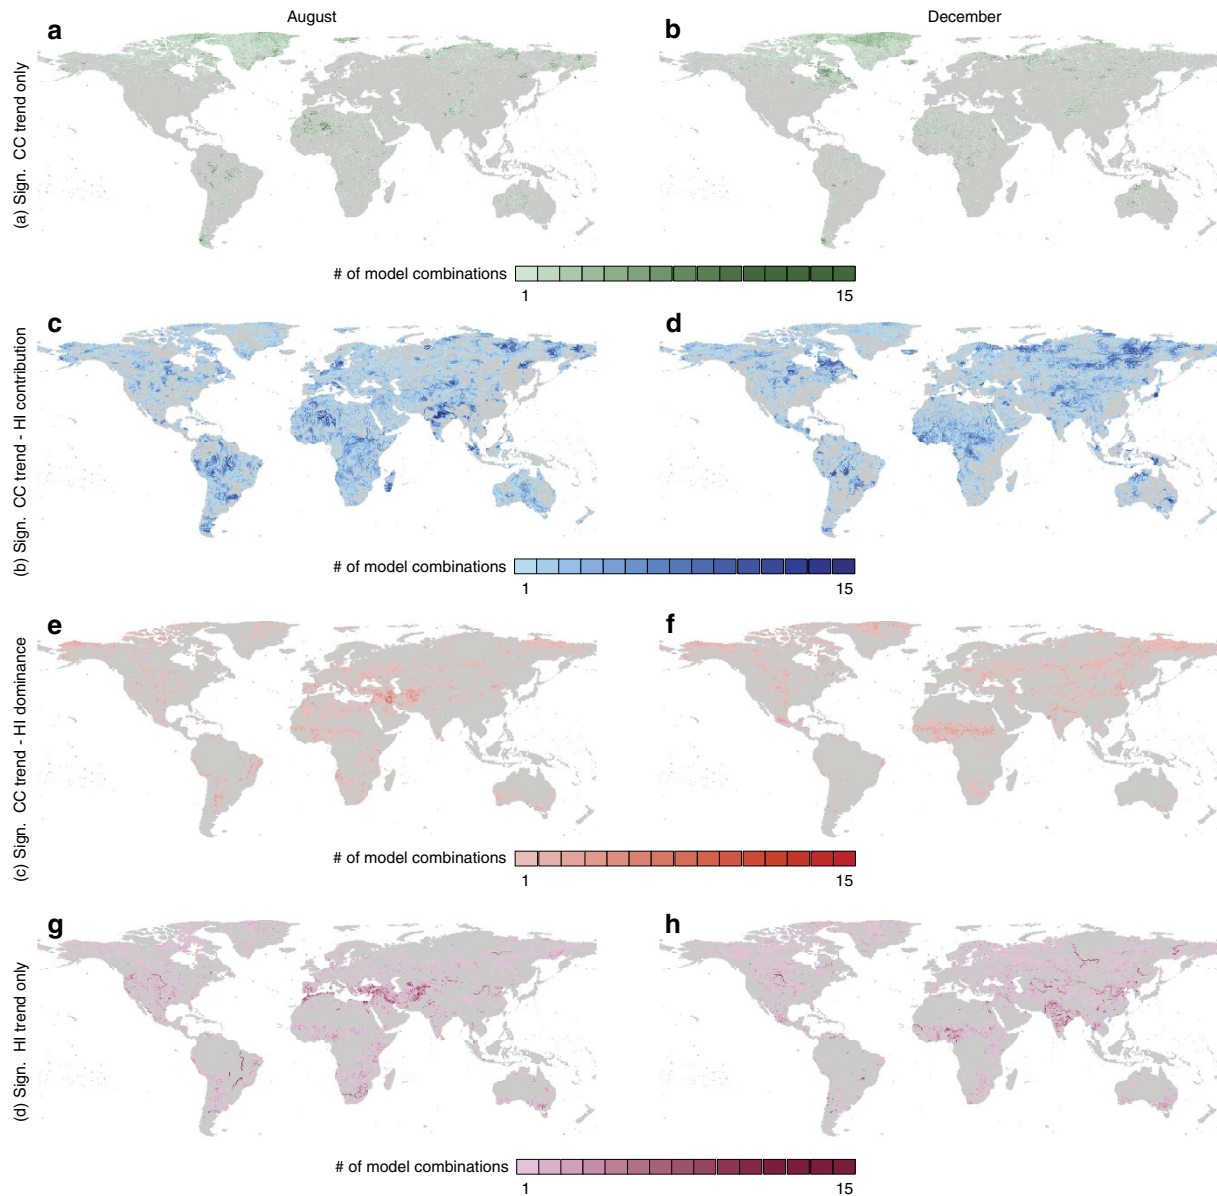 August
December
a
b
(a) Sign. CC trend only
# of model combinations
1
15
c
d
(b) Sign. CC trend - HI contribution
# of model combinations
1
15
e
f
(c) Sign. CC trend - HI dominance
# of model combinations
1
15
g
h
(d) Sign. HI trend only
# of model combinations
1
15